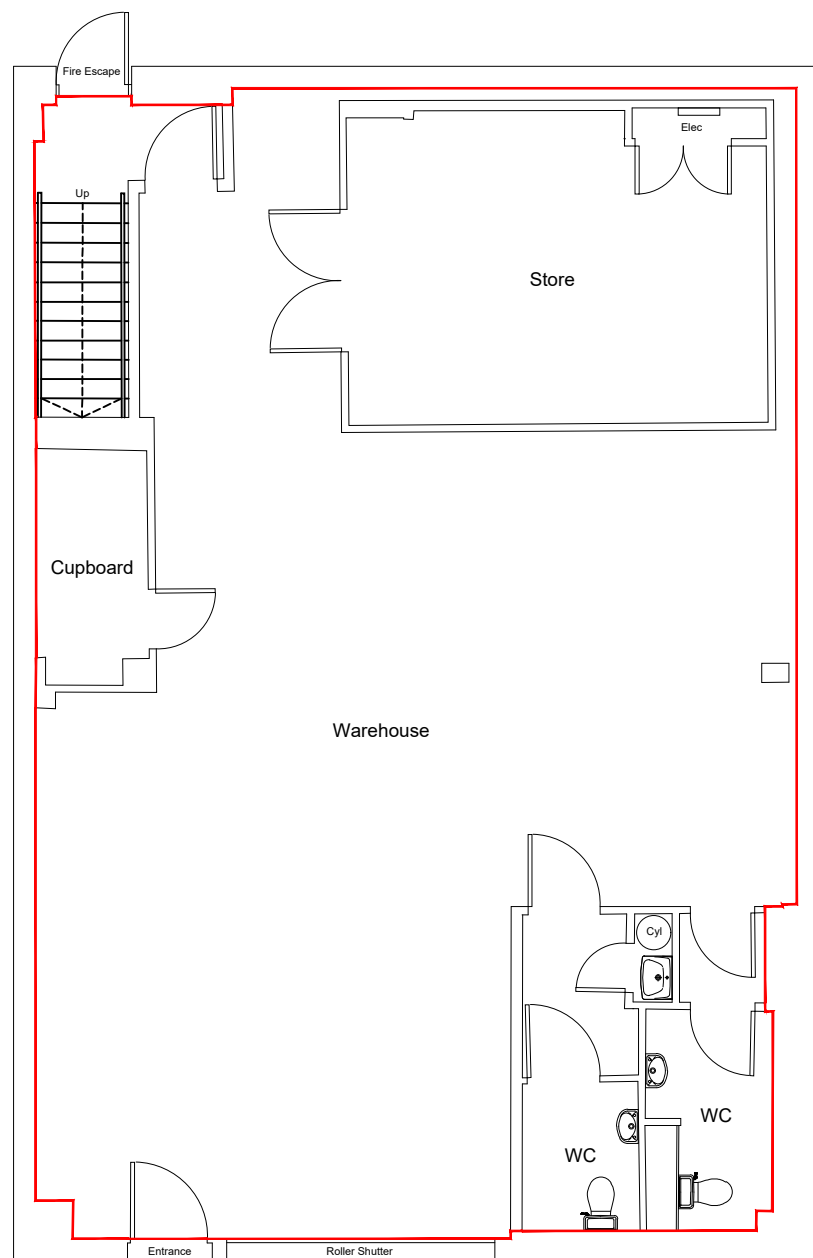 Fire Escape
Elec
Up
Store
Cupboard
Warehouse
Cyl
WC
WC
Entrance
Roller Shutter